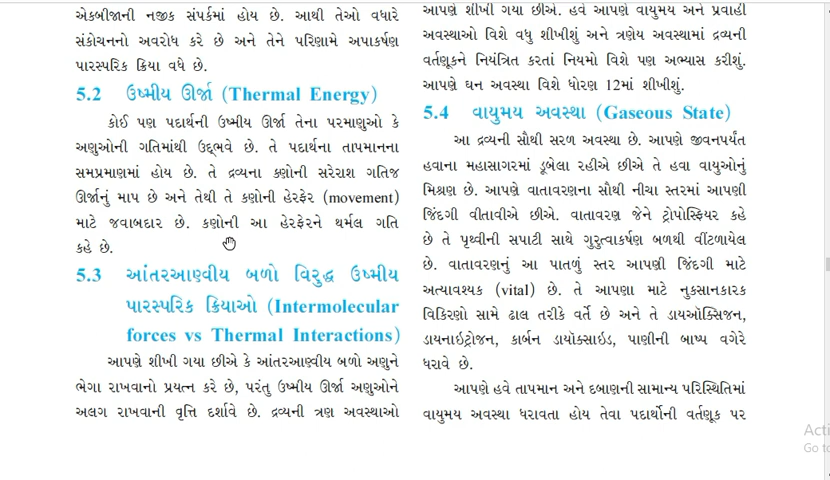 એકબીજાની નજીક સંપર્કમાં હોય છે. આથી તેઓ વધારે
સંકોચનનો અવરોધ કરે છે અને તેને પરિણામે અપાકર્ષણ
પારસ્પરિક ક્રિયા વધે છે.
5.2 ઉષ્મીય ઊર્જા (Thermal Energy)
કોઈ પણ પદાર્થની ઉષ્મીય ઊર્જા તેના પરમાણુઓ કે
અણુઓની ગતિમાંથી ઉદ્ભવે છે. તે પદાર્થના તાપમાનના
સમપ્રમાણમાં હોય છે. તે દ્રવ્યના કણોની સરેરાશ ગતિજ
ઊર્જાનું માપ છે અને તેથી તે કણોની હેરફેર (movement)
માટે જવાબદાર છે. કણોની આ હેરફેરને થર્મલ ગતિ
કહે છે.
5.3 આંતરઆણ્વીય બળો વિરુદ્ધ ઉષ્મીય
પારસ્પરિક ક્રિયાઓ (Intermolecular
forces vs Thermal Interactions)
આપણે શીખી ગયા છીએ કે આંતરઆણ્વીય બળો અણુને
ભેગા રાખવાનો પ્રયત્ન કરે છે, પરંતુ ઉષ્મીય ઊર્જા અણુઓને
અલગ રાખવાની વૃત્તિ દર્શાવે છે. દ્રવ્યની ત્રણ અવસ્થાઓ
આપણે શીખી ગયા છીએ. હવે આપણે વાયુમય અને પ્રવાહી
અવસ્થાઓ વિશે વધુ શીખીશું અને ત્રણેય અવસ્થામાં દ્રવ્યની
વર્તણૂકને નિયંત્રિત કરતાં નિયમો વિશે પણ અભ્યાસ કરીશું.
આપણે ઘન અવસ્થા વિશે ધોરણ 12માં શીખીશું.
5.4 વાયુમય અવસ્થા (Gaseous State)
આ દ્રવ્યની સૌથી સરળ અવસ્થા છે. આપણે જીવનપર્યંત
હવાના મહાસાગરમાં ડૂબેલા રહીએ છીએ તે હવા વાયુઓનું
મિશ્રણ છે. આપણે વાતાવરણના સૌથી નીચા સ્તરમાં આપણી
જિંદગી વીતાવીએ છીએ. વાતાવરણ જેને ટ્રોપોસ્ફિયર કહે
છે તે પૃથ્વીની સપાટી સાથે ગુરુત્વાકર્ષણ બળથી વીંટળાયેલ
છે. વાતાવરણનું આ પાતળું સ્તર આપણી જિંદગી માટે
અત્યાવશ્યક (vital) છે. તે આપણા માટે નુકસાનકારક
વિકિરણો સામે ઢાલ તરીકે વર્તે છે અને તે ડાયઑક્સિજન,
ડાયનાઇટ્રોજન, કાર્બન ડાયૉક્સાઇડ, પાણીની બાષ્પ વગેરે
ધરાવે છે.
આપણે હવે તાપમાન અને દબાણની સામાન્ય પરિસ્થિતિમાં
વાયુમય અવસ્થા ધરાવતા હોય તેવા પદાર્થોની વર્તણૂક પર
Acti
Go to